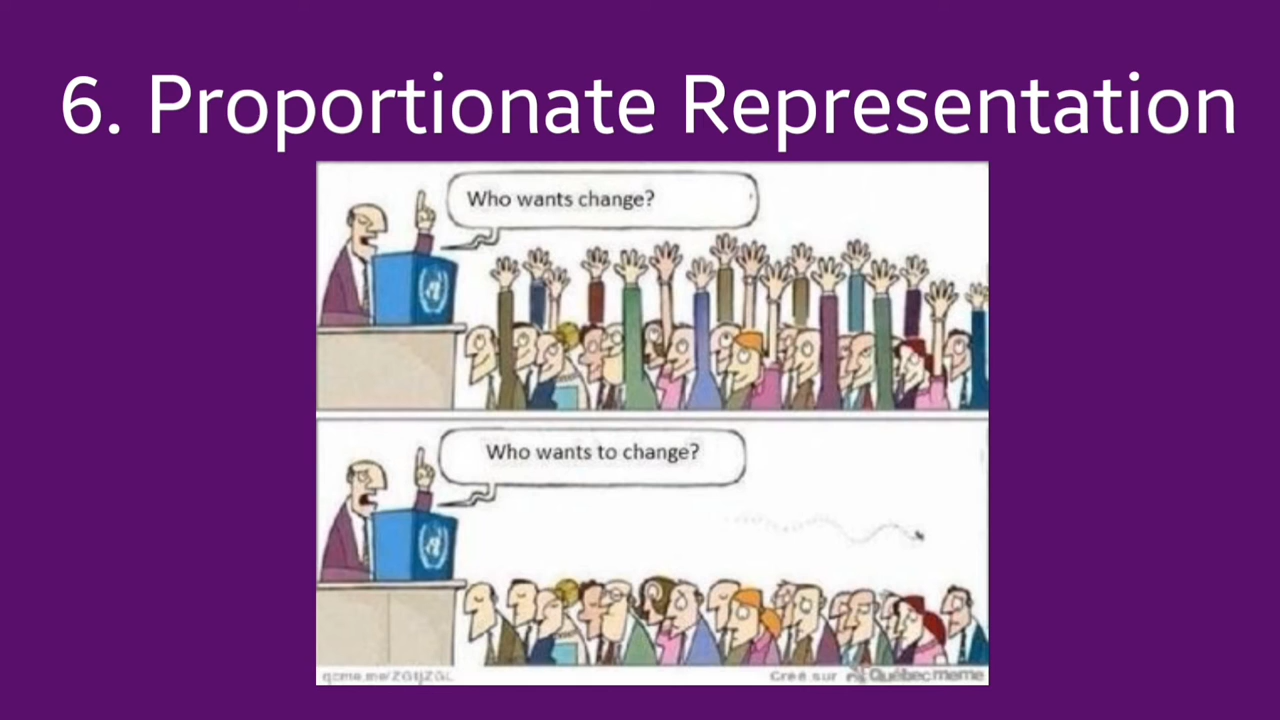 6. Proportionate Representation
Who wants change?
Who wants to change?
Créé sur Québecmeme